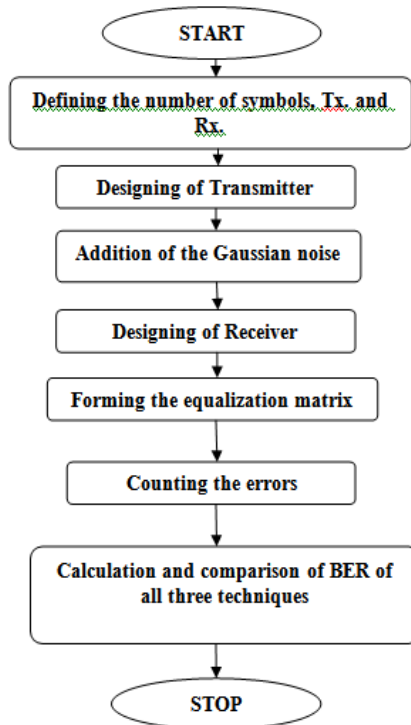 START
Defining the number of symbols, Tx. and
Rx.
Designing of Transmitter
Addition of the Gaussian noise
Designing of Receiver
Forming the equalization matrix
Counting the errors
Calculation and comparison of BER of
all three techniques
STOP